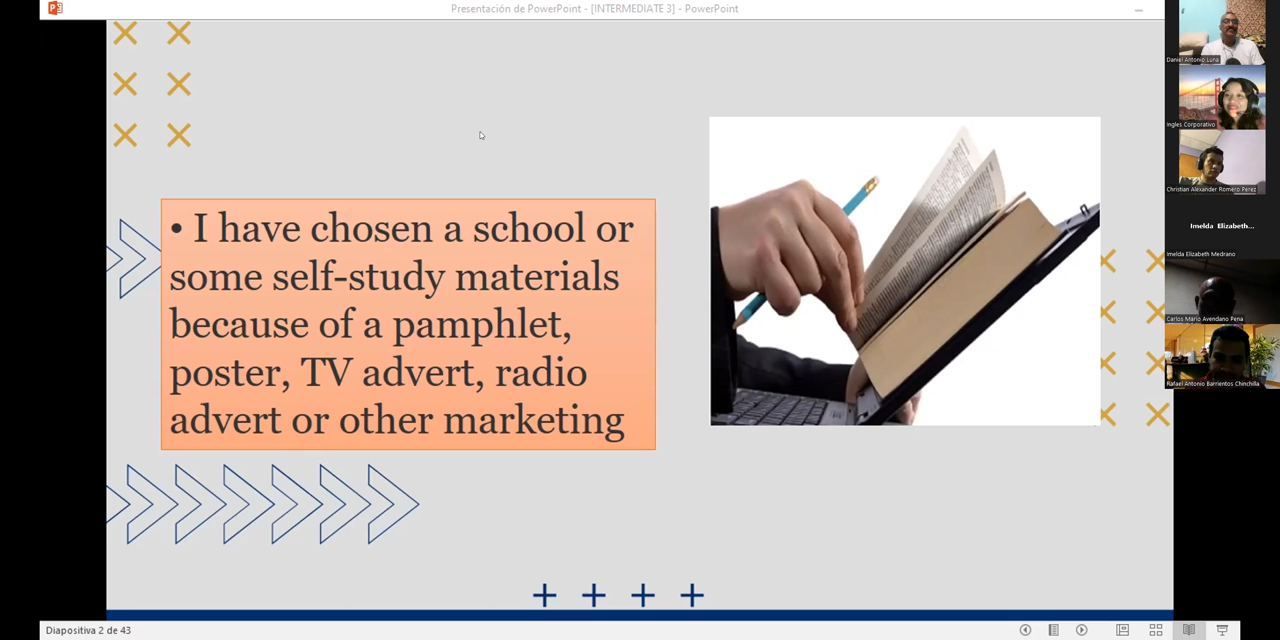 Presentación de PowerPoint - [INTERMEDIATE 3] - PowerPoint
• I have chosen a school or
some self-study materials
because of a pamphlet,
poster, TV advert, radio
advert or other marketing
Daniel Antonio Luna
Ingles Corporativo
Christian Alexander Romero Perez
Imelda Elizabeth...
Imelda Elizabeth Medrano
Carlos Mario Avendano Pena
Rafael Antonio Barrientos Chinchilla
Diapositiva 2 de 43